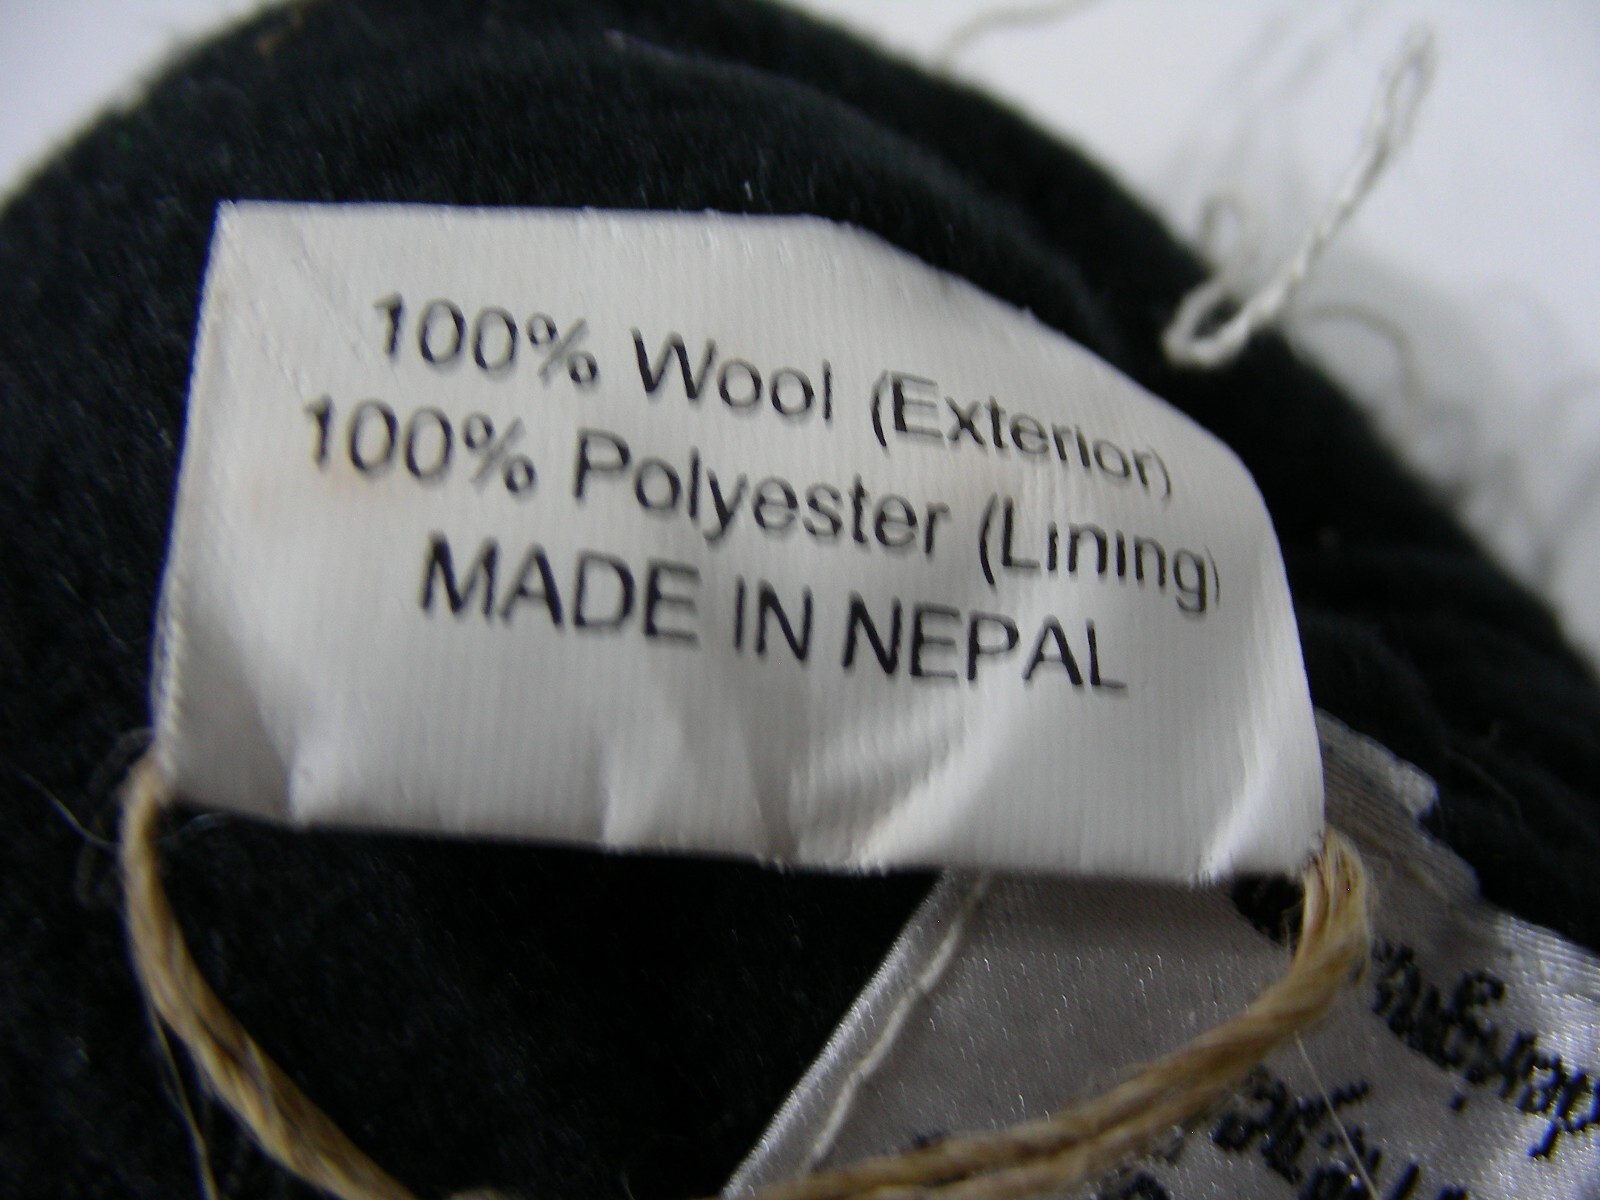 100% Wool (Exterior)
100% Polyester (Lining)
MADE IN NEPAL